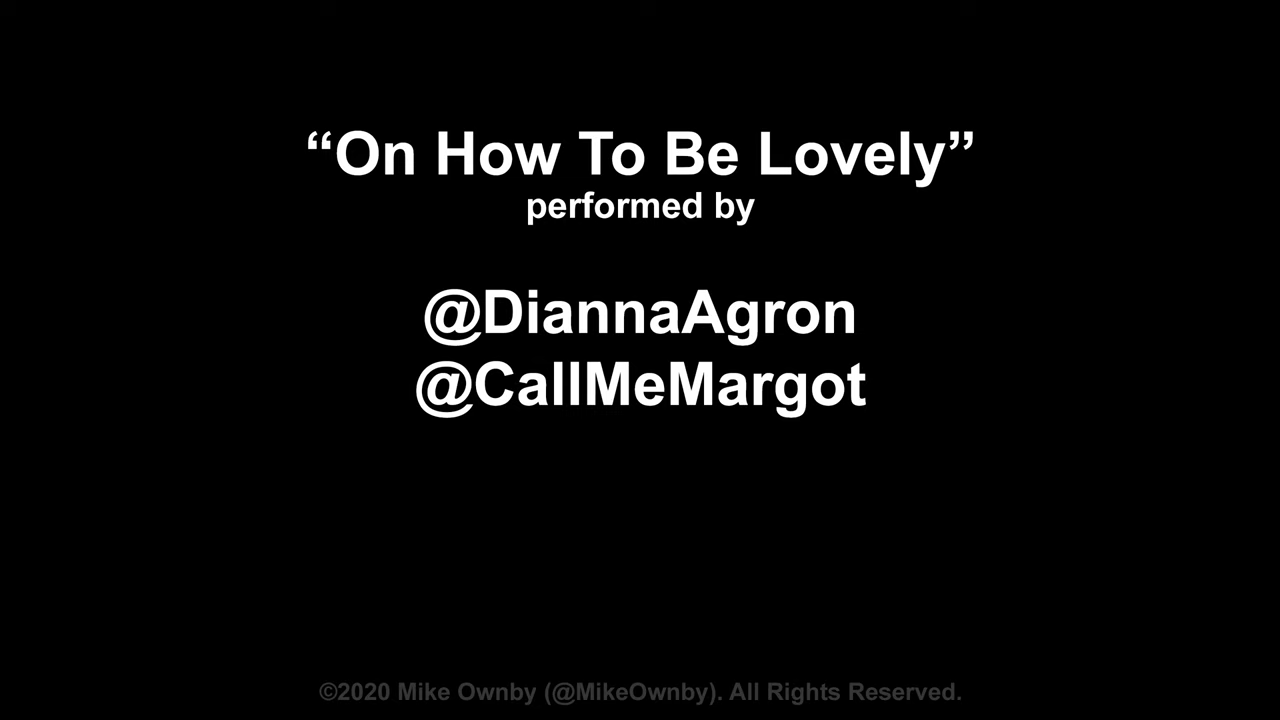 “On How To Be Lovely”
performed by
@DiannaAgron
@CallMeMargot
©2020 Mike Ownby (@MikeOwnby). All Rights Reserved.